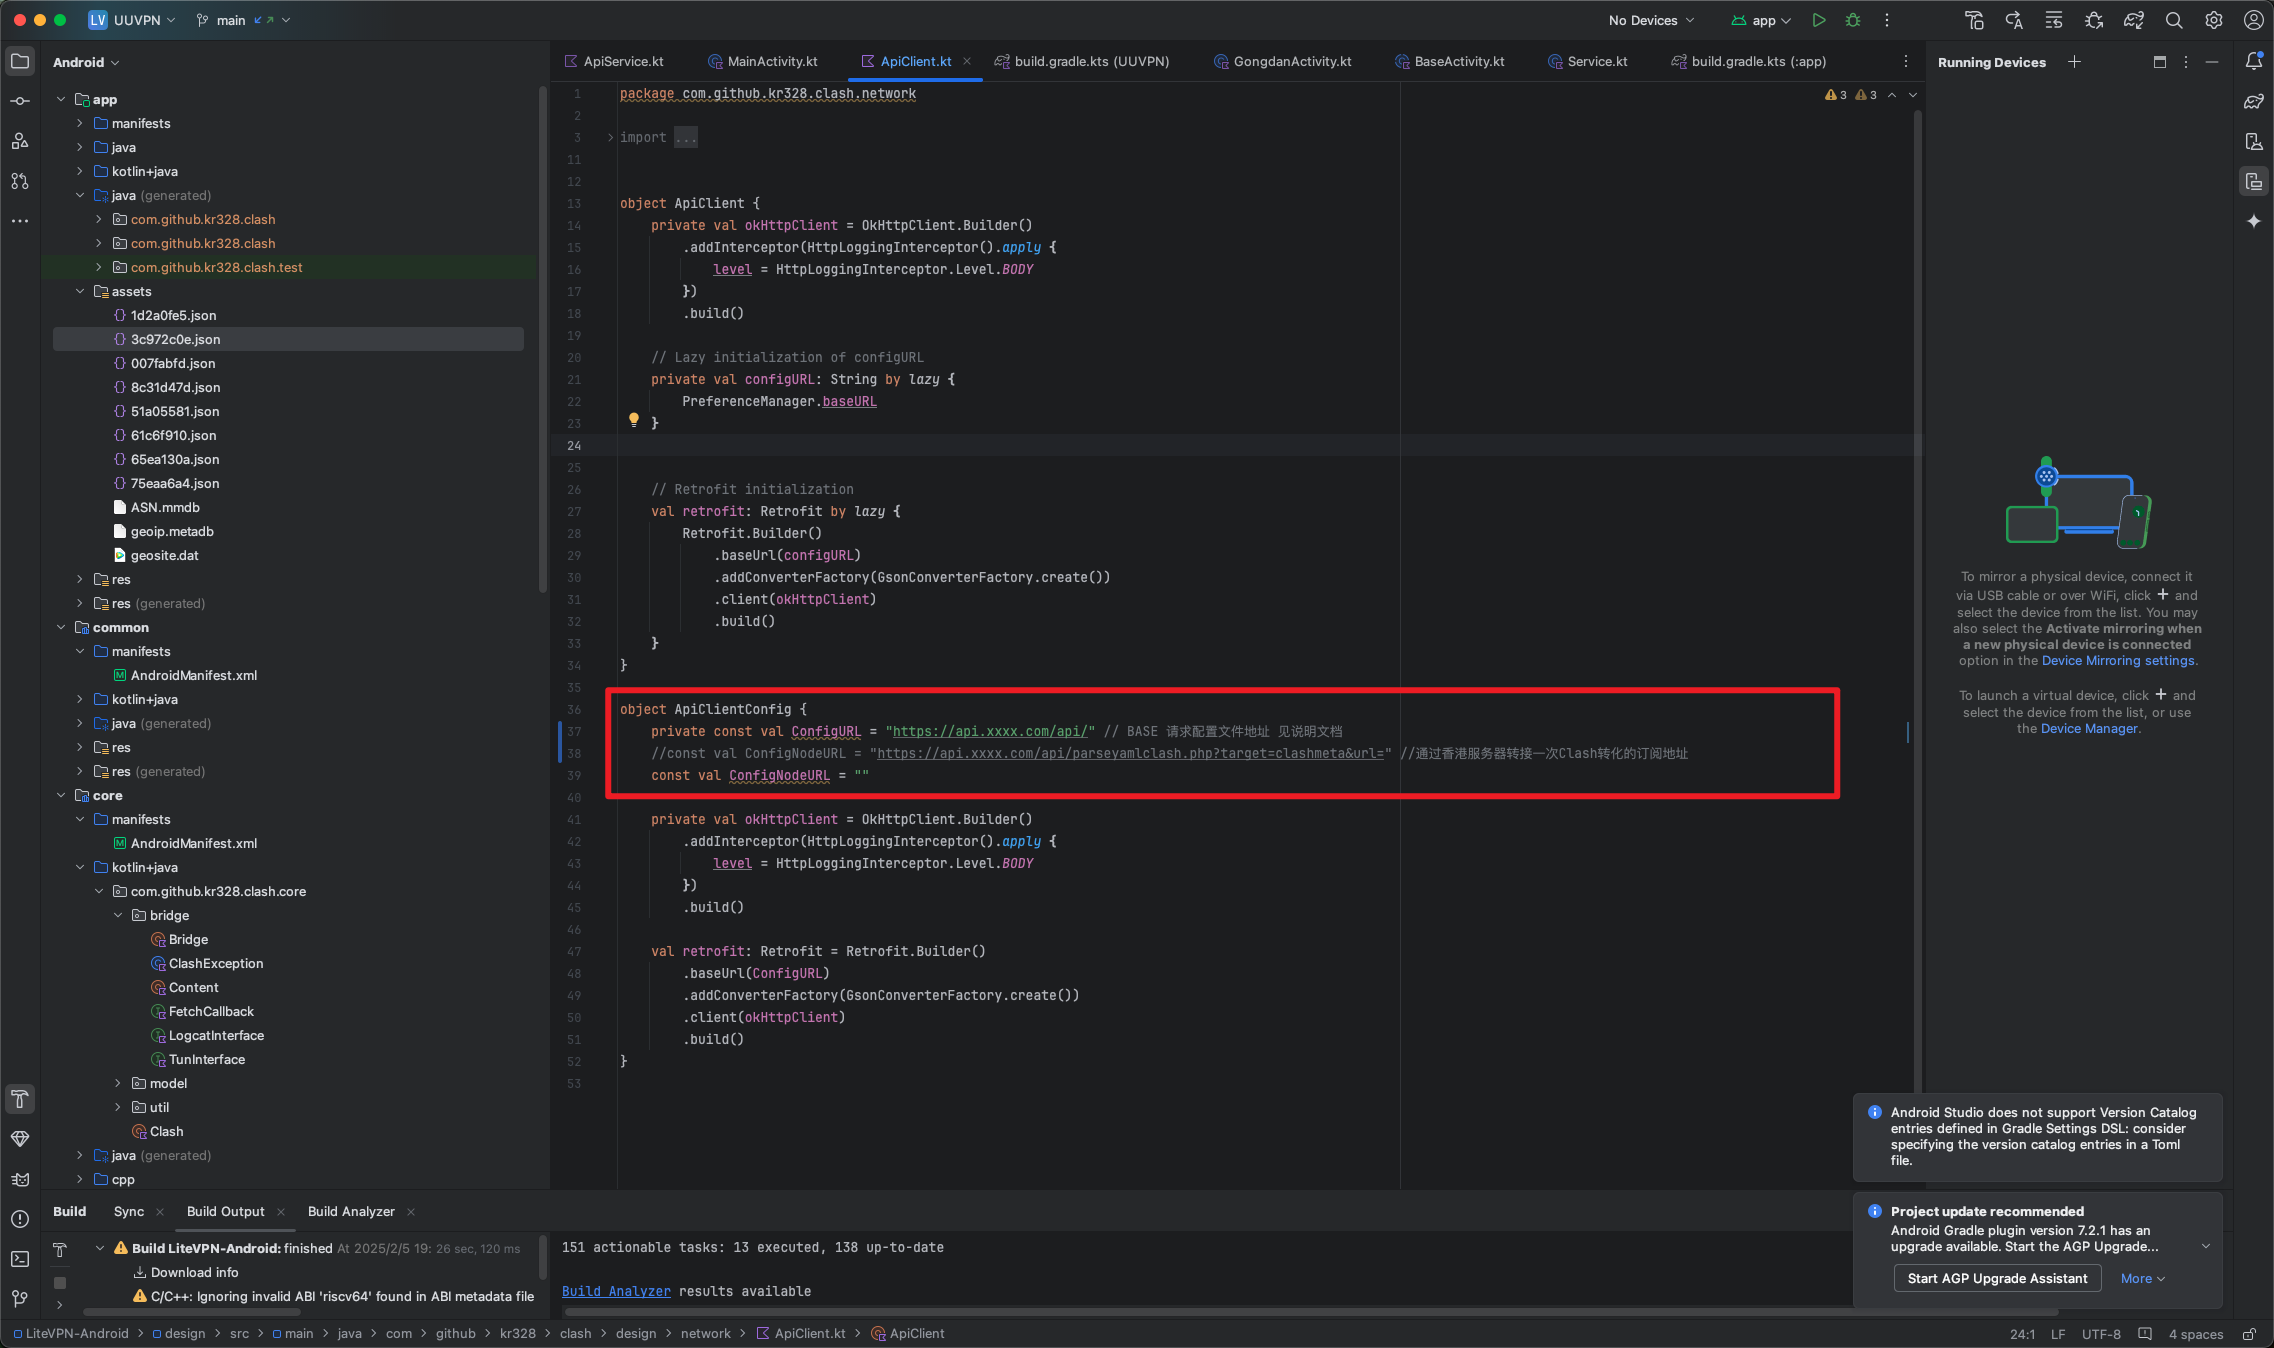 LV UUVPN main No Devices app
Android
app
manifests
java
kotlin+java
java (generated)
com.github.kr328.clash
com.github.kr328.clash
com.github.kr328.clash.test
assets
1d2a0fe5.json
3c972c0e.json
007fabfd.json
8c31d47d.json
51a05581.json
61c6f910.json
65ea130a.json
75eaa6a4.json
ASN.mmdb
geoip.metadb
geosite.dat
res
res (generated)
common
manifests
AndroidManifest.xml
kotlin+java
java (generated)
res
res (generated)
core
manifests
AndroidManifest.xml
kotlin+java
com.github.kr328.clash.core
bridge
Bridge
ClashException
Content
FetchCallback
LogcatInterface
TunInterface
model
util
Clash
java (generated)
cpp
ApiService.kt MainActivity.kt ApiClient.kt build.gradle.kts (UUVPN) GongdanActivity.kt BaseActivity.kt Service.kt build.gradle.kts (:app)
3 3
1 package com.github.kr328.clash.network
2
3 import ...
11
12
13 object ApiClient {
14 private val okHttpClient = OkHttpClient.Builder()
15 .addInterceptor(HttpLoggingInterceptor().apply {
16 level = HttpLoggingInterceptor.Level.BODY
17 })
18 .build()
19
20 // Lazy initialization of configURL
21 private val configURL: String by lazy {
22 PreferenceManager.baseURL
23 }
24
25
26 // Retrofit initialization
27 val retrofit: Retrofit by lazy {
28 Retrofit.Builder()
29 .baseUrl(configURL)
30 .addConverterFactory(GsonConverterFactory.create())
31 .client(okHttpClient)
32 .build()
33 }
34 }
35
36 object ApiClientConfig {
37 private const val ConfigURL = "https://api.xxxx.com/api/" // BASE 请求配置文件地址 见说明文档
38 //const val ConfigNodeURL = "https://api.xxxx.com/api/parseyamlclash.php?target=clashmeta&url=" //通过香港服务器转接一次Clash转化的订阅地址
39 const val ConfigNodeURL = ""
40
41 private val okHttpClient = OkHttpClient.Builder()
42 .addInterceptor(HttpLoggingInterceptor().apply {
43 level = HttpLoggingInterceptor.Level.BODY
44 })
45 .build()
46
47 val retrofit: Retrofit = Retrofit.Builder()
48 .baseUrl(ConfigURL)
49 .addConverterFactory(GsonConverterFactory.create())
50 .client(okHttpClient)
51 .build()
52 }
53
Running Devices
To mirror a physical device, connect it
via USB cable or over WiFi, click + and
select the device from the list. You may
also select the Activate mirroring when
a new physical device is connected
option in the Device Mirroring settings.
To launch a virtual device, click + and
select the device from the list, or use
the Device Manager.
Android Studio does not support Version Catalog
entries defined in Gradle Settings DSL: consider
specifying the version catalog entries in a Toml
file.
Project update recommended
Android Gradle plugin version 7.2.1 has an
upgrade available. Start the AGP Upgrade...
Start AGP Upgrade Assistant More
Build Sync Build Output Build Analyzer
Build LiteVPN-Android: finished At 2025/2/5 19: 26 sec, 120 ms
Download info
C/C++: Ignoring invalid ABI 'riscv64' found in ABI metadata file
151 actionable tasks: 13 executed, 138 up-to-date
Build Analyzer results available
LiteVPN-Android > design > src > main > java > com > github > kr328 > clash > design > network > ApiClient.kt > ApiClient
24:1 LF UTF-8 4 spaces